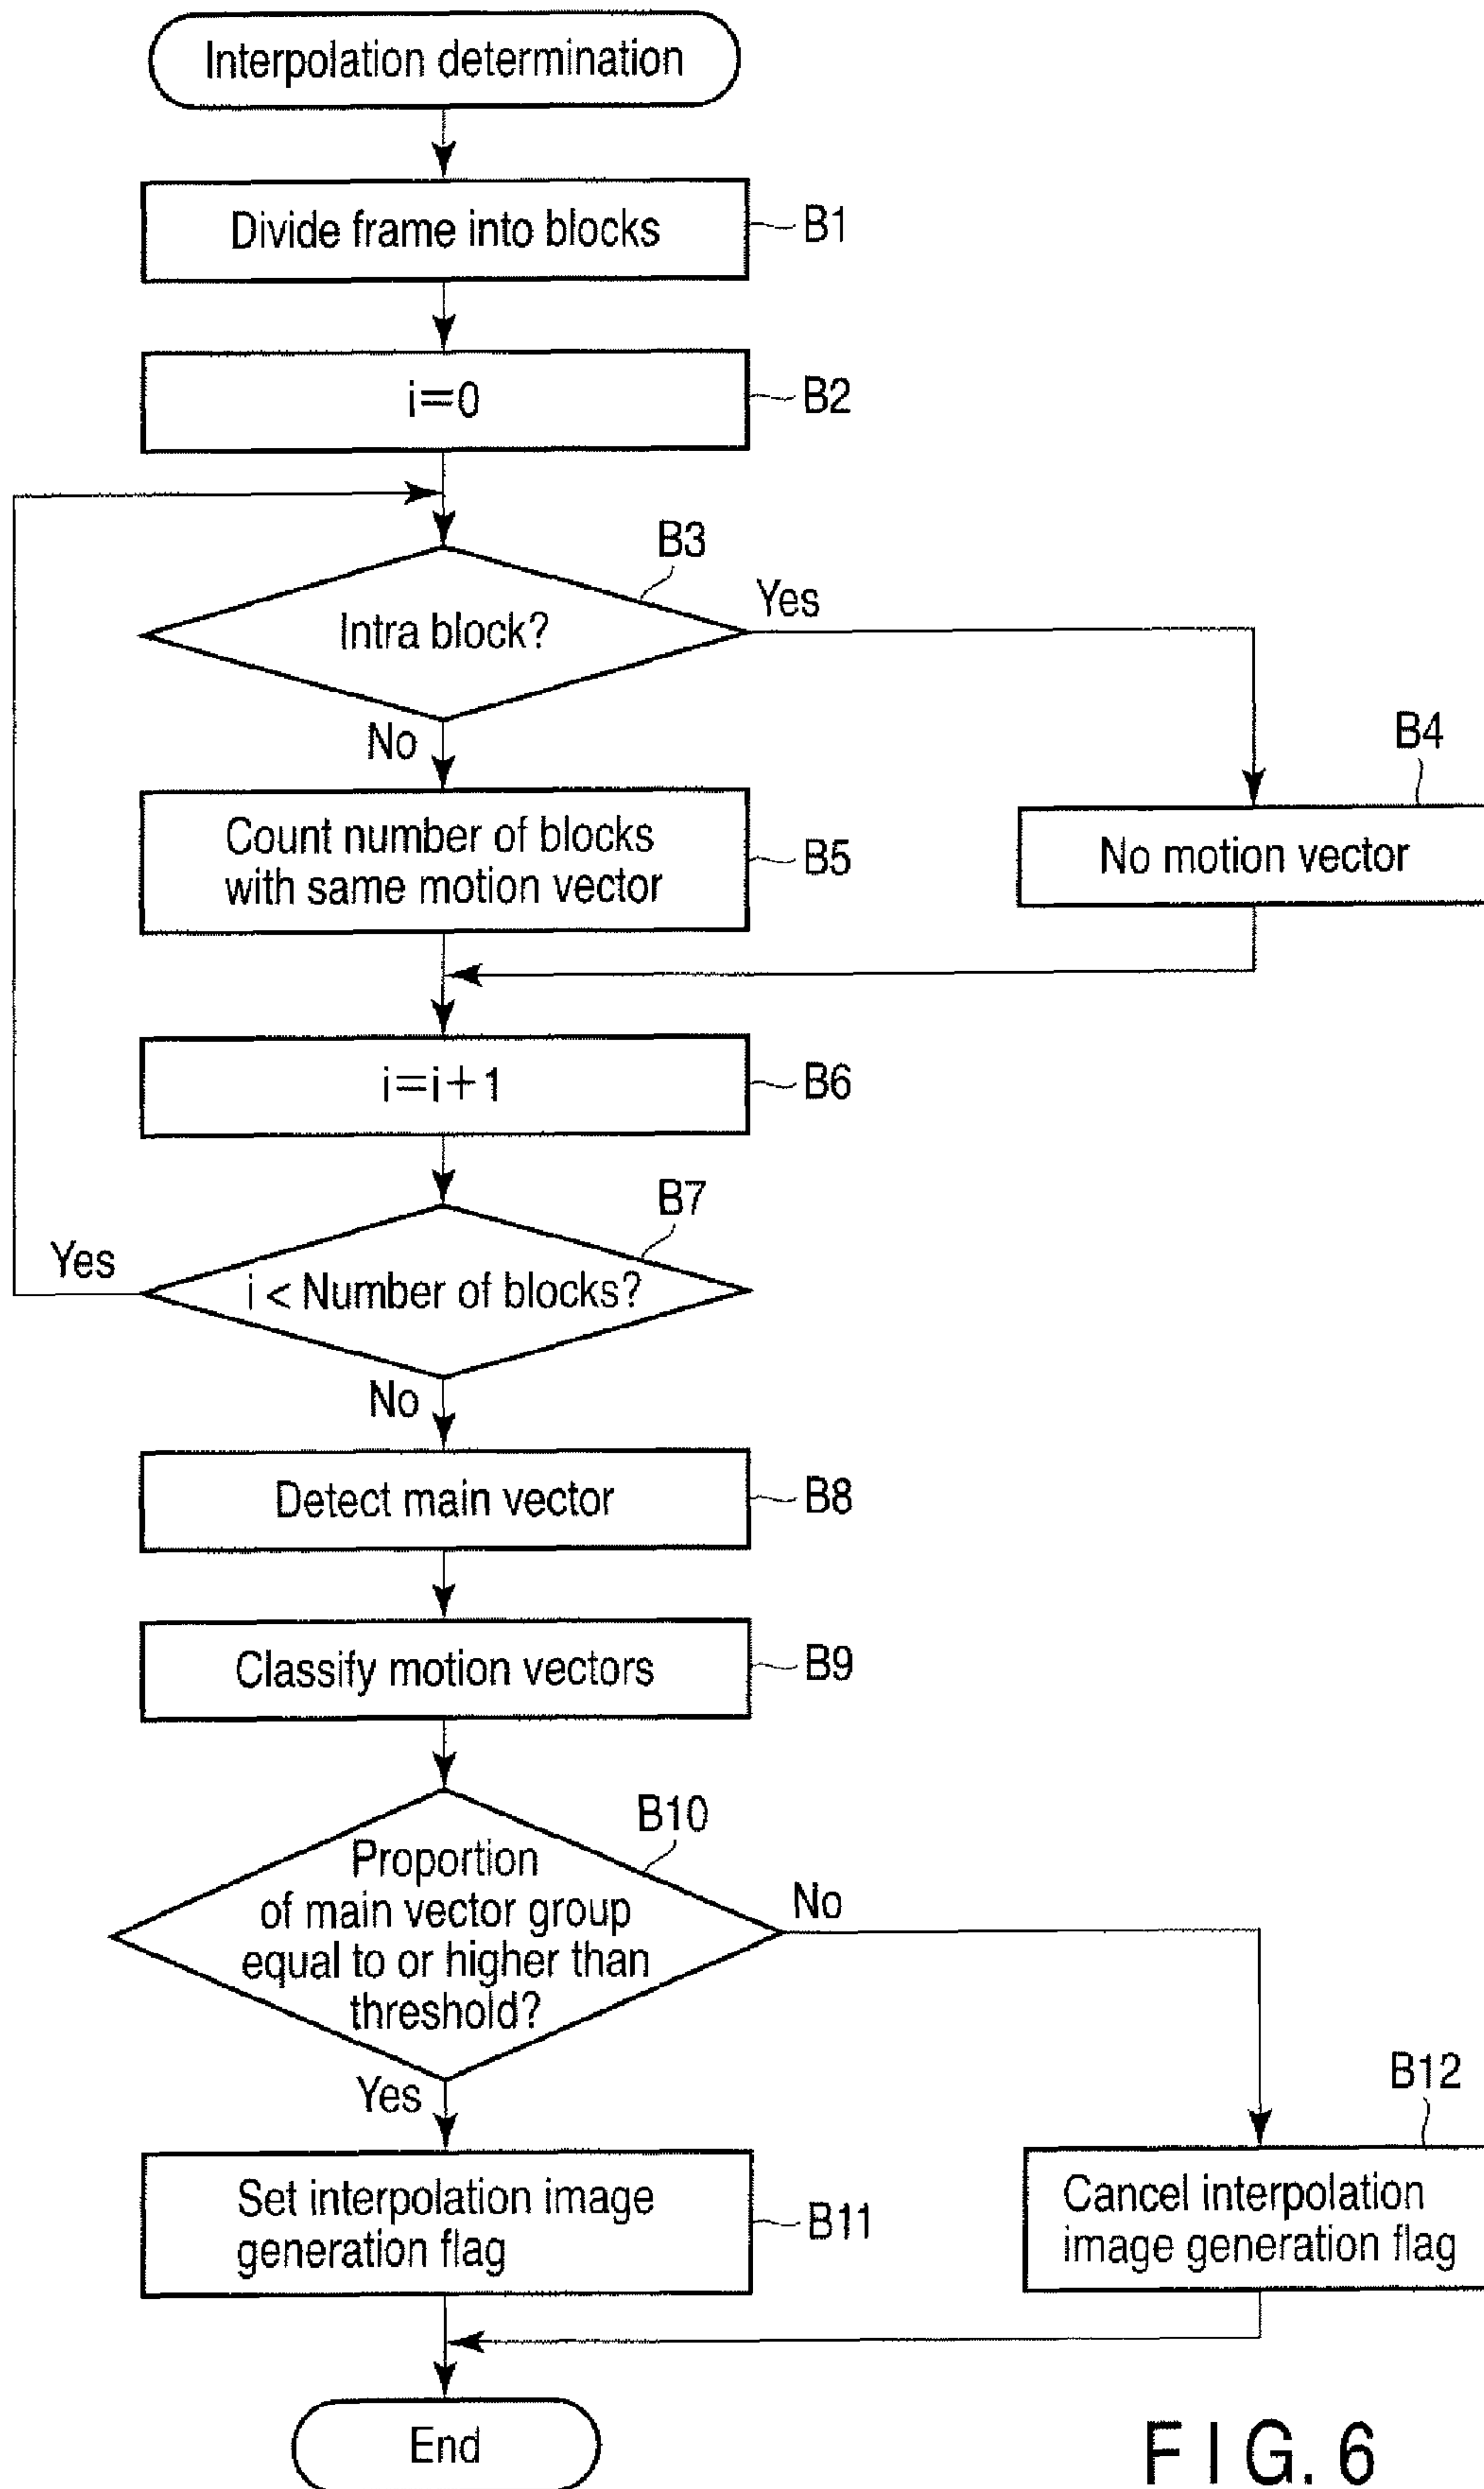 Interpolation determination
Divide frame into blocks
B1
i=0
B2
B3
Intra block?
Yes
No
B4
Count number of blocks
with same motion vector
B5
No motion vector
i=i+1
B6
B7
Yes
i < Number of blocks?
No
Detect main vector
B8
Classify motion vectors
B9
B10
Proportion
of main vector group
equal to or higher than
threshold?
No
Yes
B12
Set interpolation image
generation flag
B11
Cancel interpolation
image generation flag
End
FIG. 6